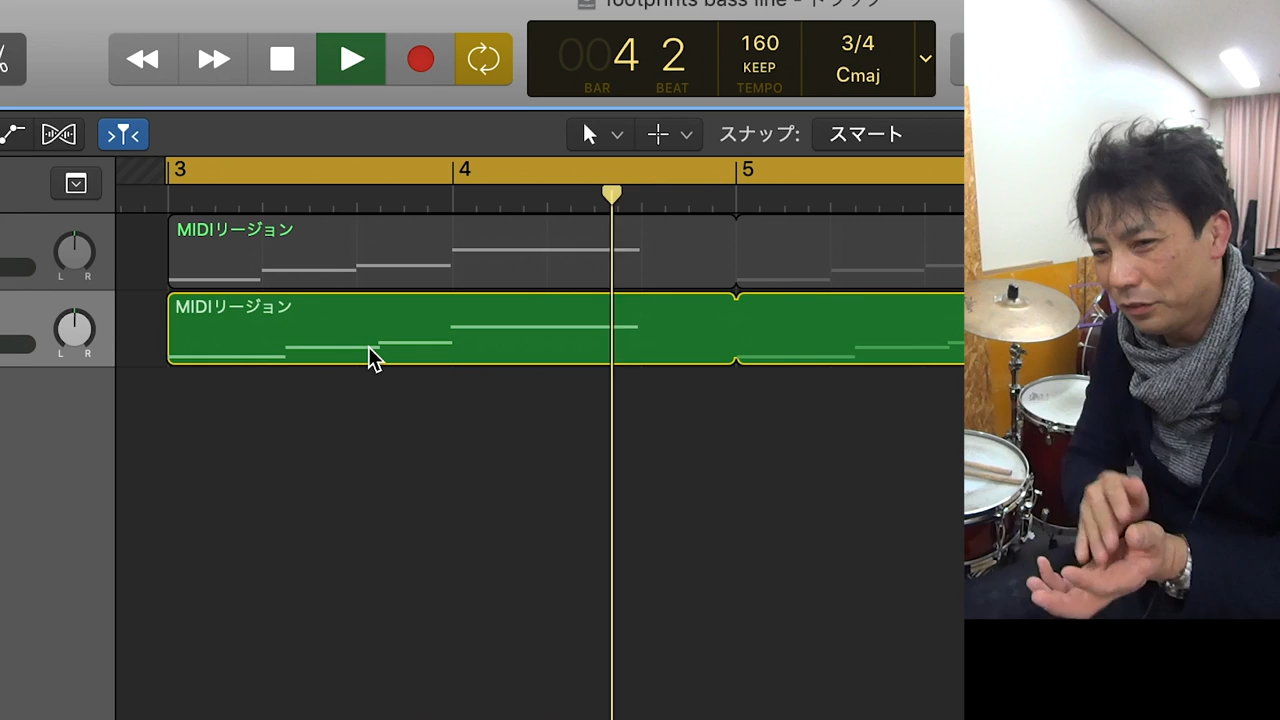 footprints bass line - トラック
004 2
BAR BEAT
160
KEEP
TEMPO
3/4
Cmaj
スナップ: スマート
3 4 5
MIDIリージョン
L R
MIDIリージョン
L R